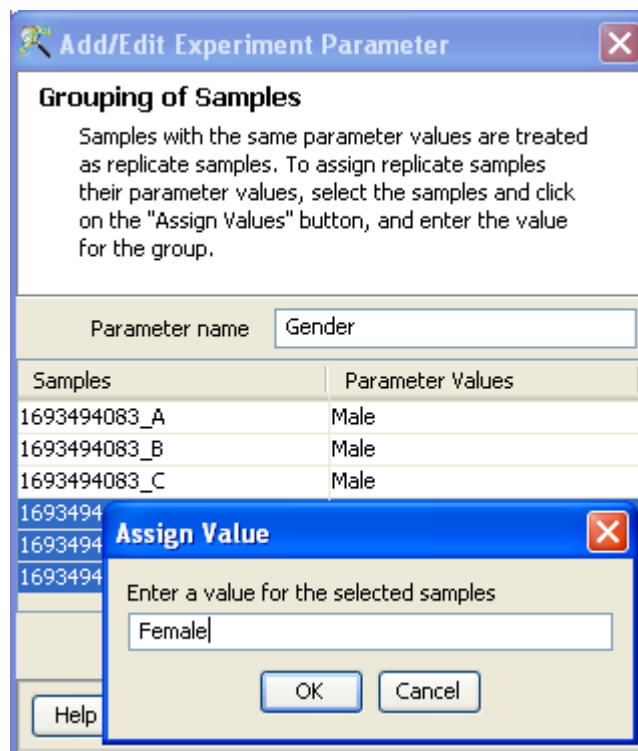 Add/Edit Experiment Parameter
Grouping of Samples
Samples with the same parameter values are treated
as replicate samples. To assign replicate samples
their parameter values, select the samples and click
on the "Assign Values" button, and enter the value
for the group.
Parameter name Gender
Samples Parameter Values
1693494083_A Male
1693494083_B Male
1693494083_C Male
1693494
1693494
1693494
Assign Value
Enter a value for the selected samples
Female
OK Cancel
Help